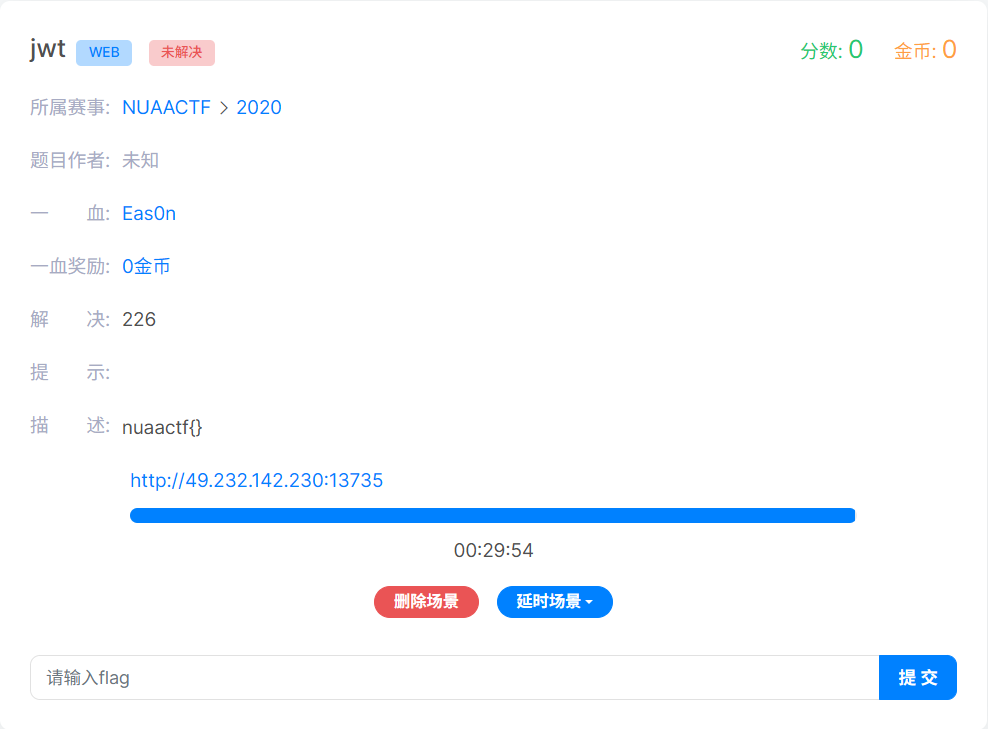 jwt WEB 未解决 分数: 0 金币: 0
所属赛事: NUAACTF > 2020
题目作者: 未知
一 血: Eas0n
一血奖励: 0金币
解 决: 226
提 示:
描 述: nuaactf{}
http://49.232.142.230:13735
00:29:54
删除场景 延时场景
请输入flag 提 交